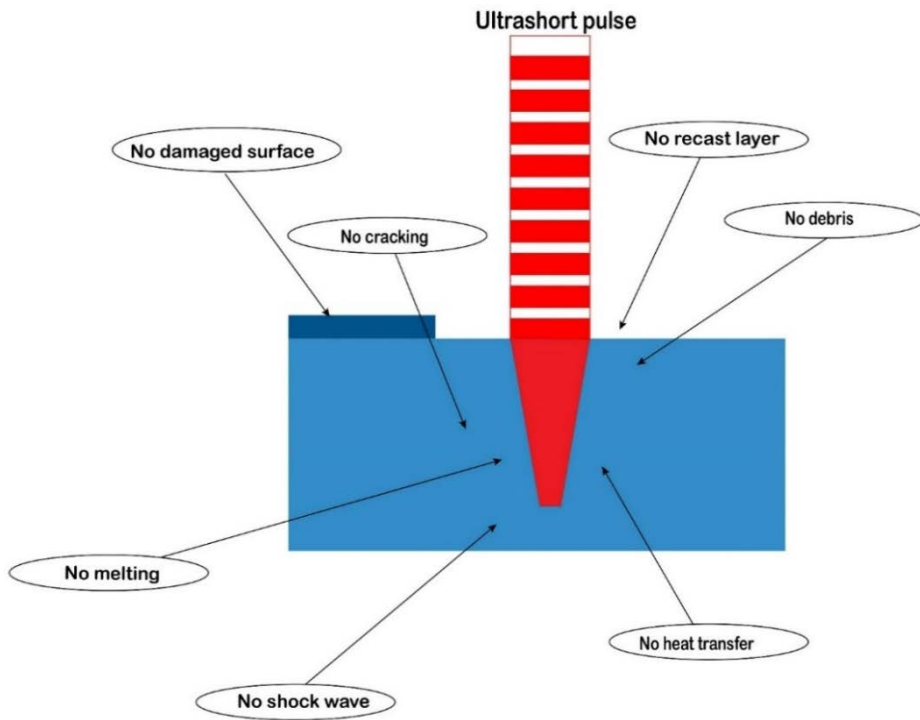 Ultrashort pulse
No damaged surface
No recast layer
No cracking
No debris
No melting
No heat transfer
No shock wave